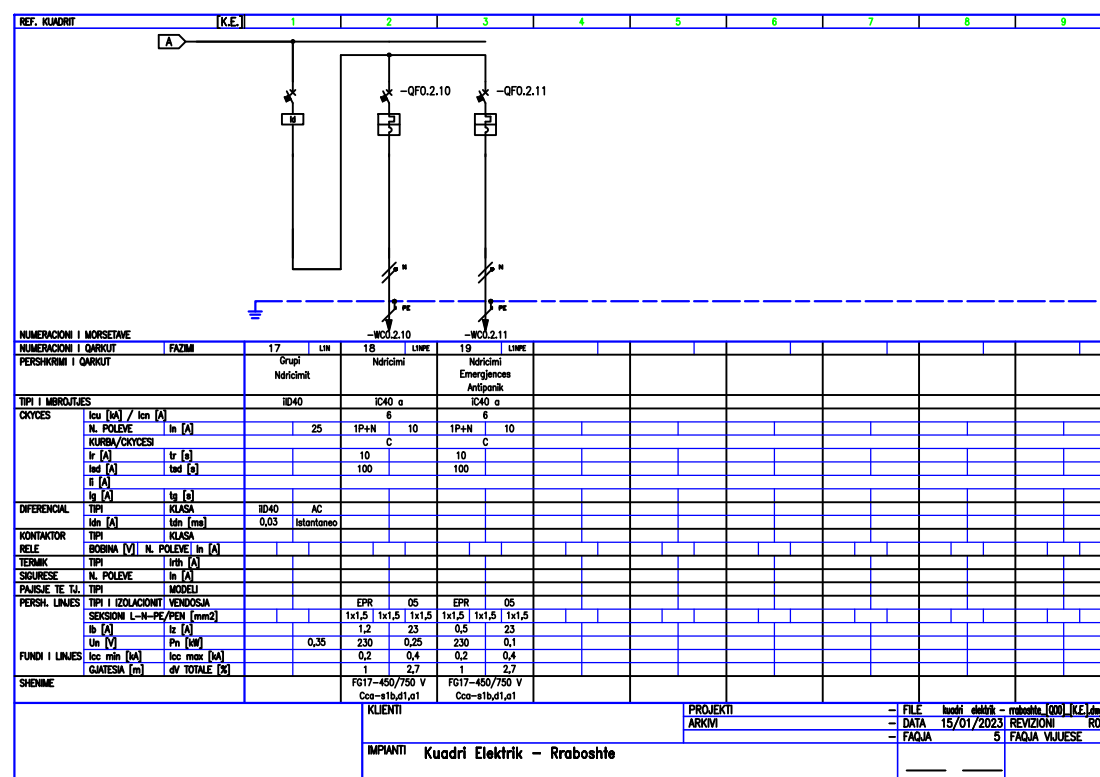 REF. KUADRIT [K.E.] 1 2 3 4 5 6 7 8 9
A
-QF0.2.10 -QF0.2.11
Id
N N
PE PE
NUMERACIONI I MORSETAVE -WC0.2.10 -WC0.2.11
NUMERACIONI I QARKUT FAZIMI 17 L1N 18 L1NPE 19 L1NPE
PERSHKRIMI I QARKUT Grupi Ndricimi Ndricimi
Ndricimit Emergjences
Antipanik
TIPI I MBROJTJES iID40 iC40 a iC40 a
CKYCES Icu [kA] / Icn [A] 6 6
N. POLEVE In [A] 25 1P+N 10 1P+N 10
KURBA/CKYCESI C C
Ir [A] tr [s] 10 10
Isd [A] tsd [s] 100 100
Ii [A]
Ig [A] tg [s]
DIFERENCIAL TIPI KLASA iID40 AC
Idn [A] tdn [ms] 0,03 Istantaneo
KONTAKTOR TIPI KLASA
RELE BOBINA [V] N. POLEVE In [A]
TERMIK TIPI Irth [A]
SIGURESE N. POLEVE In [A]
PAJISJE TE TJ. TIPI MODELI
PERSH. LINJES TIPI I IZOLACIONIT VENDOSJA EPR 05 EPR 05
SEKSIONI L-N-PE/PEN [mm2] 1x1,5 1x1,5 1x1,5 1x1,5 1x1,5 1x1,5
Ib [A] Iz [A] 1,2 23 0,5 23
Un [V] Pn [kW] 0,35 230 0,25 230 0,1
FUNDI I LINJES Icc min [kA] Icc max [kA] 0,2 0,4 0,2 0,4
GJATESIA [m] dV TOTALE [%] 1 2,7 1 2,7
SHENIME FG17-450/750 V FG17-450/750 V
Cca-s1b,d1,a1 Cca-s1b,d1,a1
KLIENTI PROJEKTI - FILE kuadri elektrik - rraboshte_[Q00]_[K.E.].dw
ARKIVI - DATA 15/01/2023 REVIZIONI R0
- FAQJA 5 FAQJA VIJUESE
IMPIANTI Kuadri Elektrik - Rraboshte